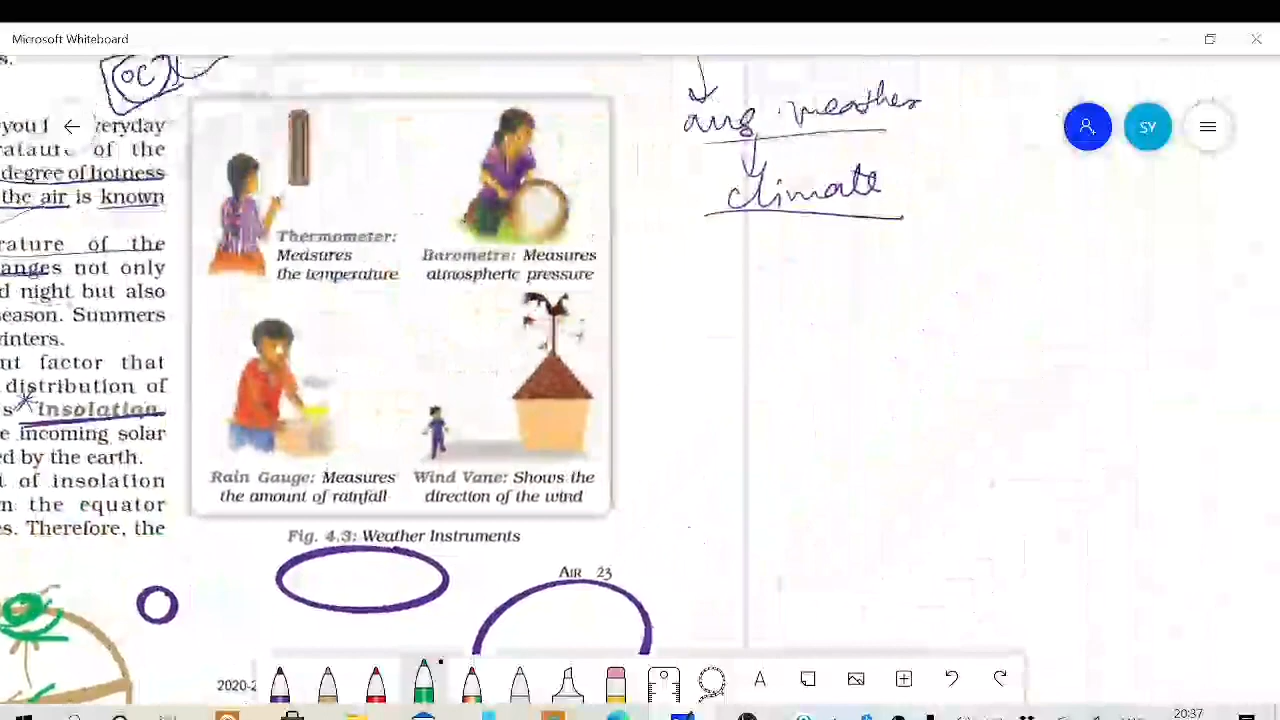 Microsoft Whiteboard
s.
°C
you f
everyday
of the
degree of hotness
the air is known
rature of the
anges not only
d night but also
eason. Summers
inters.
nt factor that
distribution of
s insolation
e incoming solar
ed by the earth.
t of insolation
m the equator
es. Therefore, the
Thermometer:
Measures
the temperature
Barometre: Measures
atmospheric pressure
Rain Gauge: Measures
the amount of rainfall
Wind Vane: Shows the
direction of the wind
Fig. 4.3: Weather Instruments
AIR 23
avg weather
climate
SY
2020-2
A
20:37